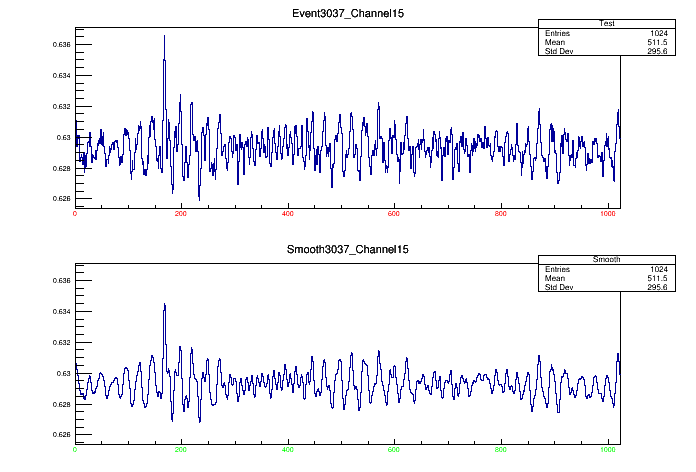 Event3037_Channel15
Test
Entries 1024
Mean 511.5
Std Dev 295.6
0.636
0.634
0.632
0.63
0.628
0.626
0 200 400 600 800 1000
Smooth3037_Channel15
Smooth
Entries 1024
Mean 511.5
Std Dev 295.6
0.636
0.634
0.632
0.63
0.628
0.626
0 200 400 600 800 1000